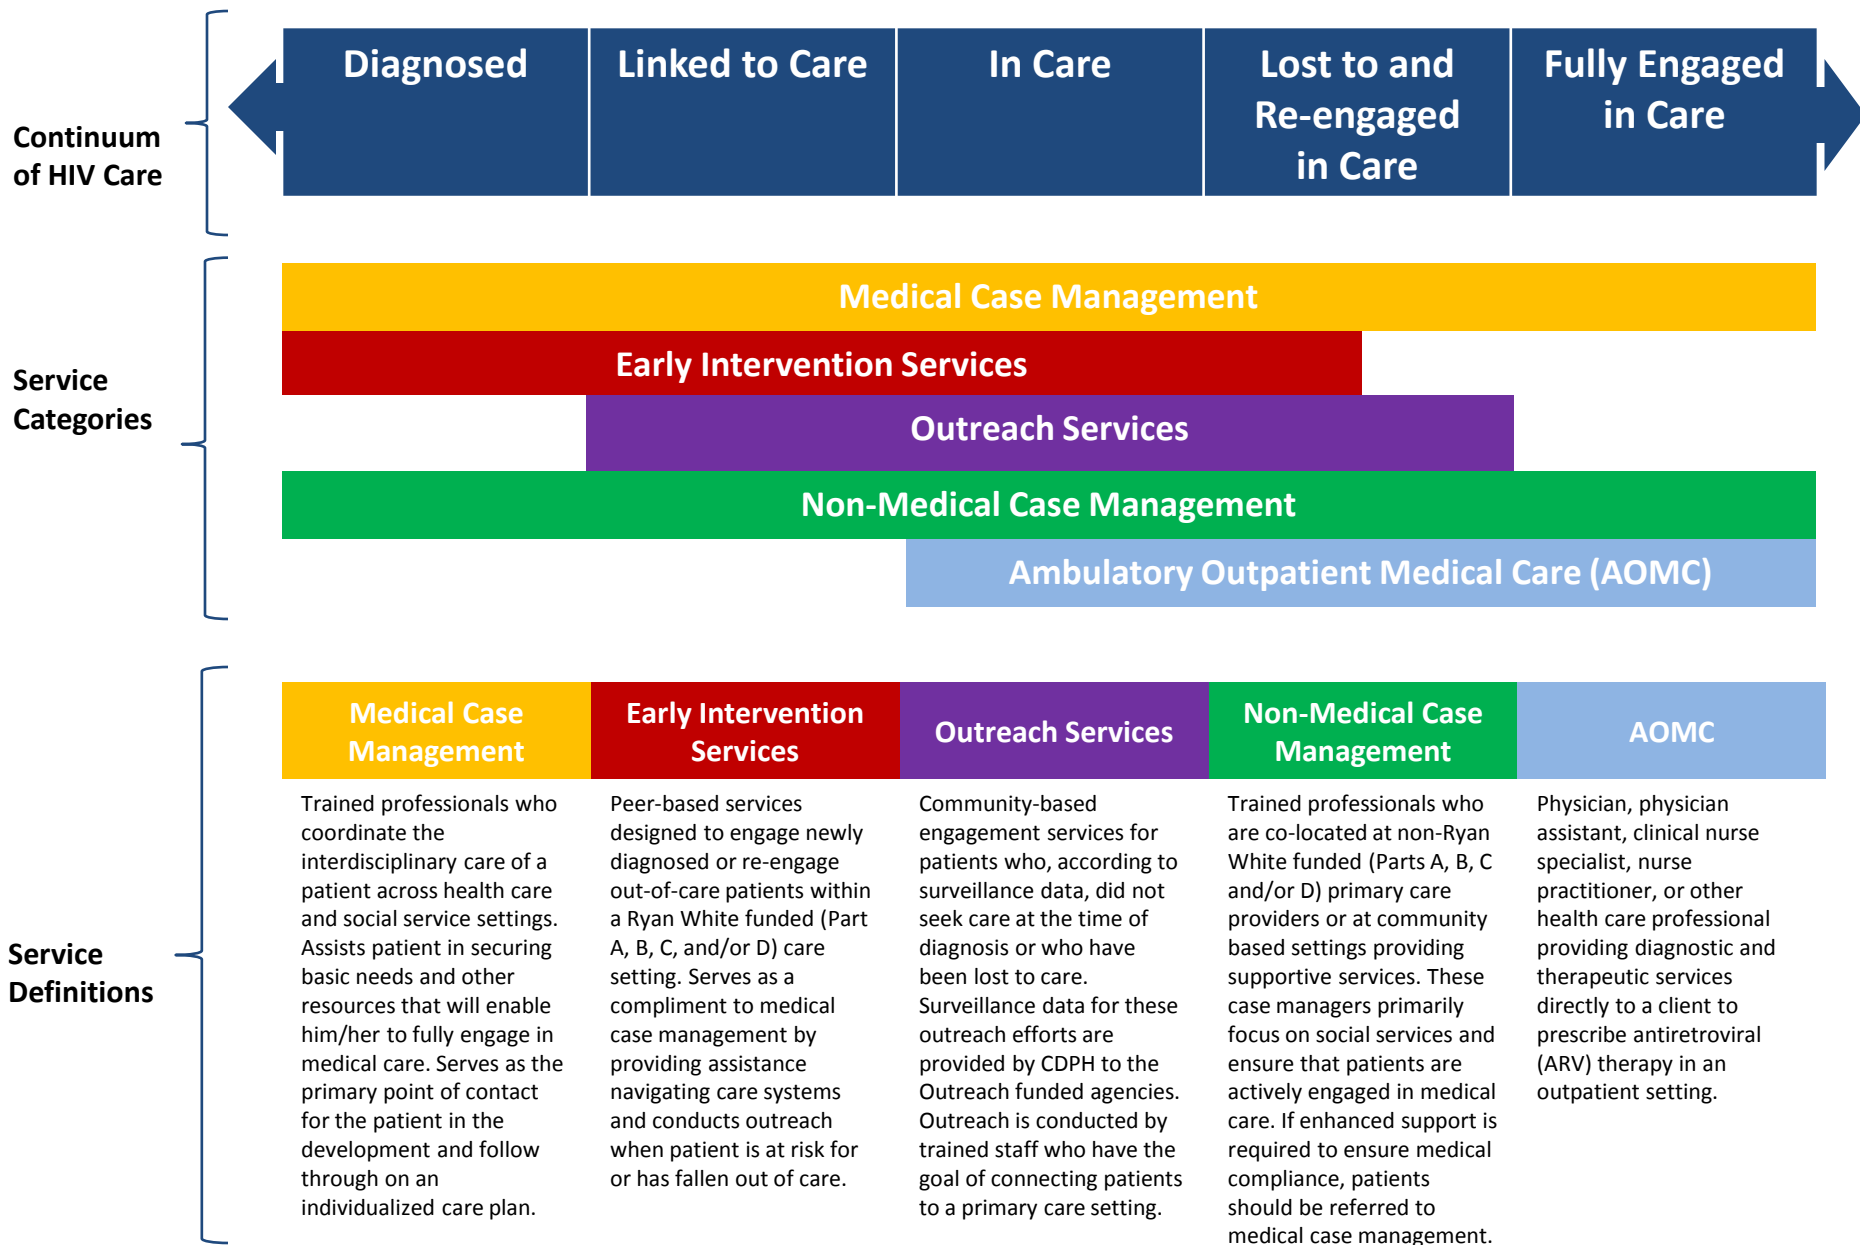 Continuum
of HIV Care
Diagnosed
Linked to Care
In Care
Lost to and
Re-engaged
in Care
Fully Engaged
in Care
Service
Categories
Medical Case Management
Early Intervention Services
Outreach Services
Non-Medical Case Management
Ambulatory Outpatient Medical Care (AOMC)
Service
Definitions
Medical Case
Management
Trained professionals who
coordinate the
interdisciplinary care of a
patient across health care
and social service settings.
Assists patient in securing
basic needs and other
resources that will enable
him/her to fully engage in
medical care. Serves as the
primary point of contact
for the patient in the
development and follow
through on an
individualized care plan.
Early Intervention
Services
Peer-based services
designed to engage newly
diagnosed or re-engage
out-of-care patients within
a Ryan White funded (Part
A, B, C, and/or D) care
setting. Serves as a
compliment to medical
case management by
providing assistance
navigating care systems
and conducts outreach
when patient is at risk for
or has fallen out of care.
Outreach Services
Community-based
engagement services for
patients who, according to
surveillance data, did not
seek care at the time of
diagnosis or who have
been lost to care.
Surveillance data for these
outreach efforts are
provided by CDPH to the
Outreach funded agencies.
Outreach is conducted by
trained staff who have the
goal of connecting patients
to a primary care setting.
Non-Medical Case
Management
Trained professionals who
are co-located at non-Ryan
White funded (Parts A, B, C
and/or D) primary care
providers or at community
based settings providing
supportive services. These
case managers primarily
focus on social services and
ensure that patients are
actively engaged in medical
care. If enhanced support is
required to ensure medical
compliance, patients
should be referred to
medical case management.
AOMC
Physician, physician
assistant, clinical nurse
specialist, nurse
practitioner, or other
health care professional
providing diagnostic and
therapeutic services
directly to a client to
prescribe antiretroviral
(ARV) therapy in an
outpatient setting.